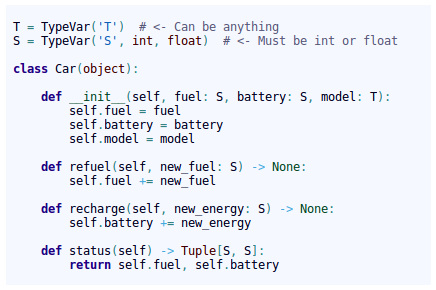 T = TypeVar('T')  # <- Can be anything
S = TypeVar('S', int, float)  # <- Must be int or float

class Car(object):

    def __init__(self, fuel: S, battery: S, model: T):
        self.fuel = fuel
        self.battery = battery
        self.model = model

    def refuel(self, new_fuel: S) -> None:
        self.fuel += new_fuel

    def recharge(self, new_energy: S) -> None:
        self.battery += new_energy

    def status(self) -> Tuple[S, S]:
        return self.fuel, self.battery